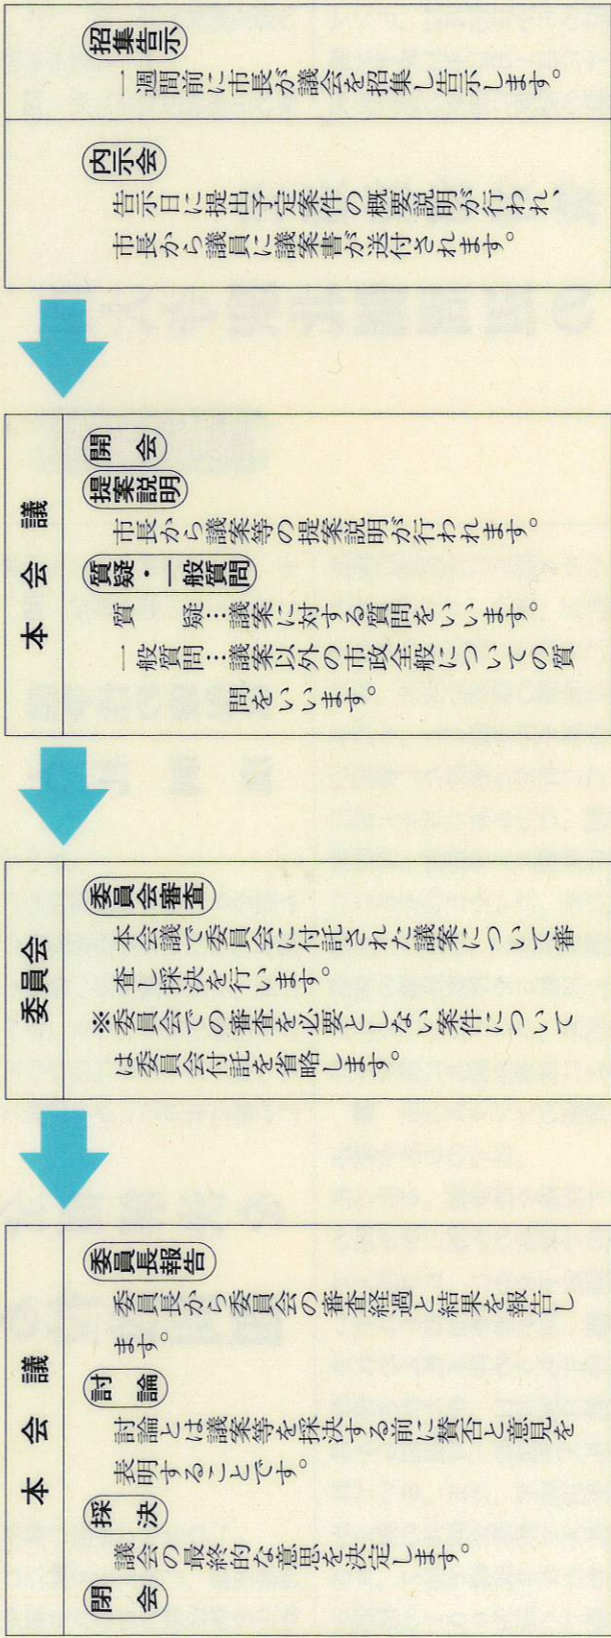 招集告示
一週間前に市長が議会を招集し告示します。
内示会
告示日に提出予定案件の概要説明が行われ、
市長から議員に議案書が送付されます。
本会議
開会
提案説明
市長から議案等の提案説明が行われます。
質疑・一般質問
質疑…議案に対する質問をいいます。
一般質問…議案以外の市政全般についての質
問をいいます。
委員会
委員会審査
本会議で委員会に付託された議案について審
査し採決を行います。
※委員会での審査を必要としない案件について
は委員会付託を省略します。
本会議
委員長報告
委員長から委員会の審査経過と結果を報告し
ます。
討論
討論とは議案等を採決する前に賛否と意見を
表明することです。
採決
議会の最終的な意思を決定します。
閉会